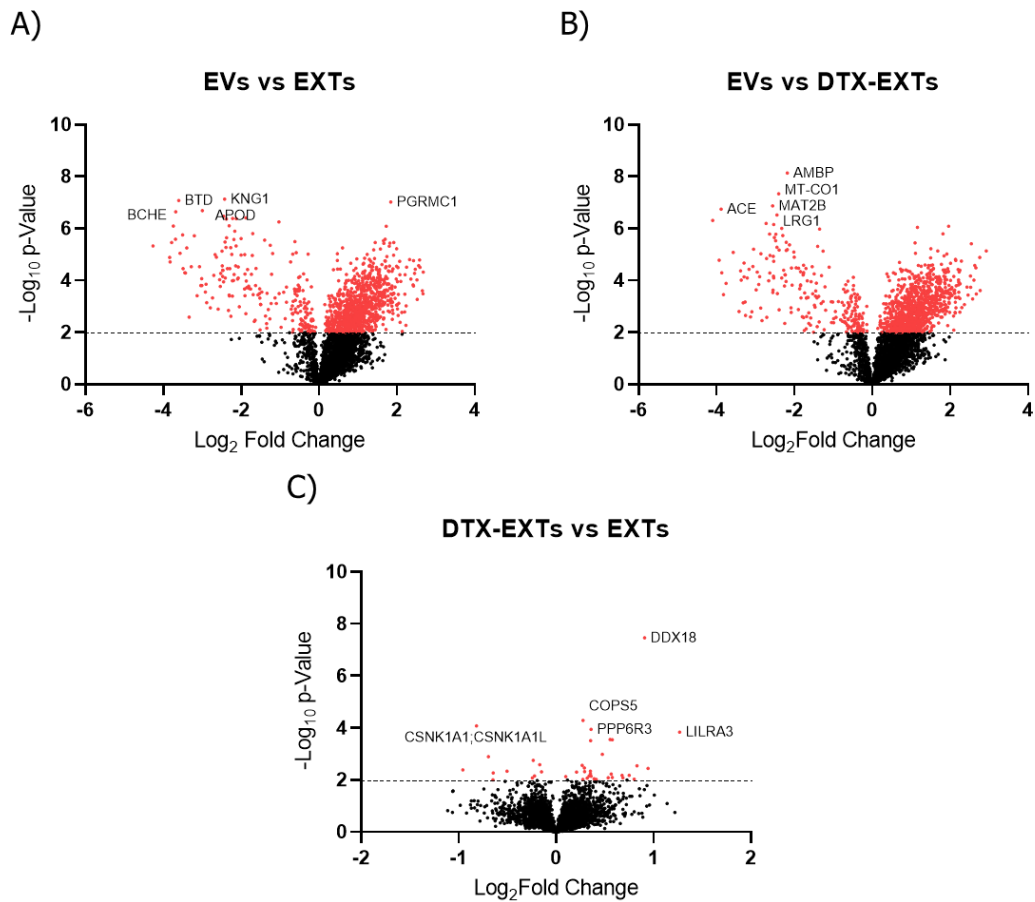 A)
EVs vs EXTs
10
8
6
4
2
0
-Log10 p-Value
BTD
KNG1
BCHE
APOD
PGRMC1
-6 -4 -2 0 2 4
Log2 Fold Change
B)
EVs vs DTX-EXTs
10
8
6
4
2
0
-Log10 p-Value
AMBP
MT-CO1
ACE
MAT2B
LRG1
-6 -4 -2 0 2 4
Log2Fold Change
C)
DTX-EXTs vs EXTs
10
8
6
4
2
0
-Log10 p-Value
DDX18
COPS5
CSNK1A1;CSNK1A1L
PPP6R3
LILRA3
-2 -1 0 1 2
Log2Fold Change